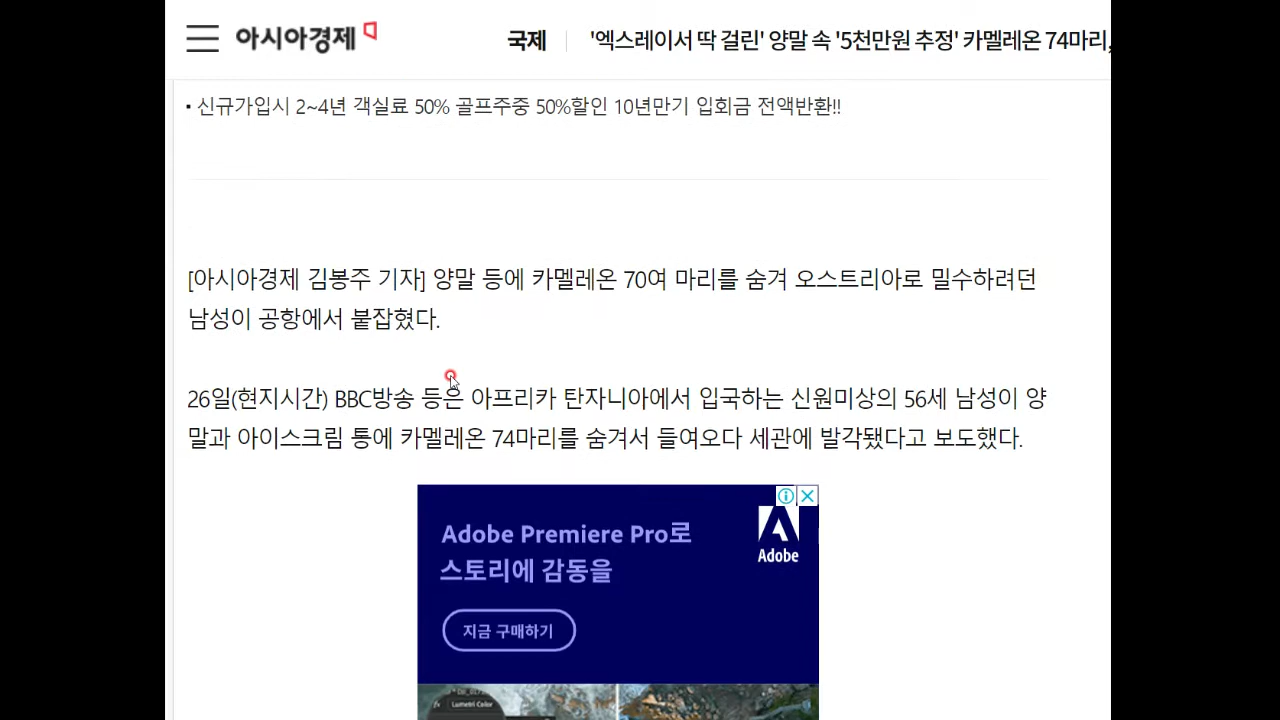 아시아경제
국제
'엑스레이서 딱 걸린' 양말 속 '5천만원 추정' 카멜레온 74마리,
▪ 신규가입시 2~4년 객실료 50% 골프주중 50%할인 10년만기 입회금 전액반환!!
[아시아경제 김봉주 기자] 양말 등에 카멜레온 70여 마리를 숨겨 오스트리아로 밀수하려던
남성이 공항에서 붙잡혔다.
26일(현지시간) BBC방송 등은 아프리카 탄자니아에서 입국하는 신원미상의 56세 남성이 양
말과 아이스크림 통에 카멜레온 74마리를 숨겨서 들여오다 세관에 발각됐다고 보도했다.
Adobe Premiere Pro로
스토리에 감동을
Adobe
지금 구매하기
fx Lumetri Color